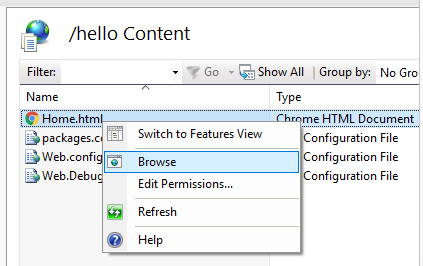 /hello Content
Filter: Go Show All Group by: No Gro
Name Type
Home.html Chrome HTML Document
packages.co Configuration File
Web.config Configuration File
Web.Debug Configuration File
Switch to Features View
Browse
Edit Permissions...
Refresh
Help